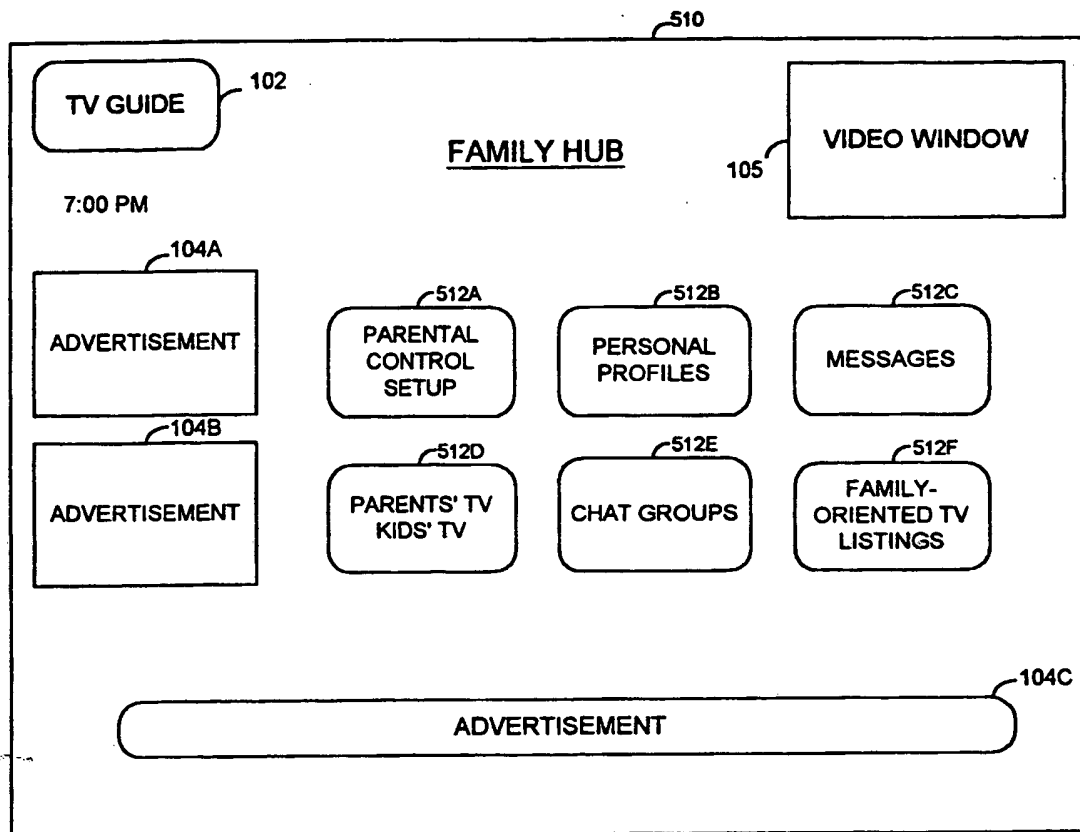 510
TV GUIDE
102
FAMILY HUB
VIDEO WINDOW
105
7:00 PM
104A
ADVERTISEMENT
512A
PARENTAL
CONTROL
SETUP
512B
PERSONAL
PROFILES
512C
MESSAGES
104B
ADVERTISEMENT
512D
PARENTS' TV
KIDS' TV
512E
CHAT GROUPS
512F
FAMILY-
ORIENTED TV
LISTINGS
104C
ADVERTISEMENT